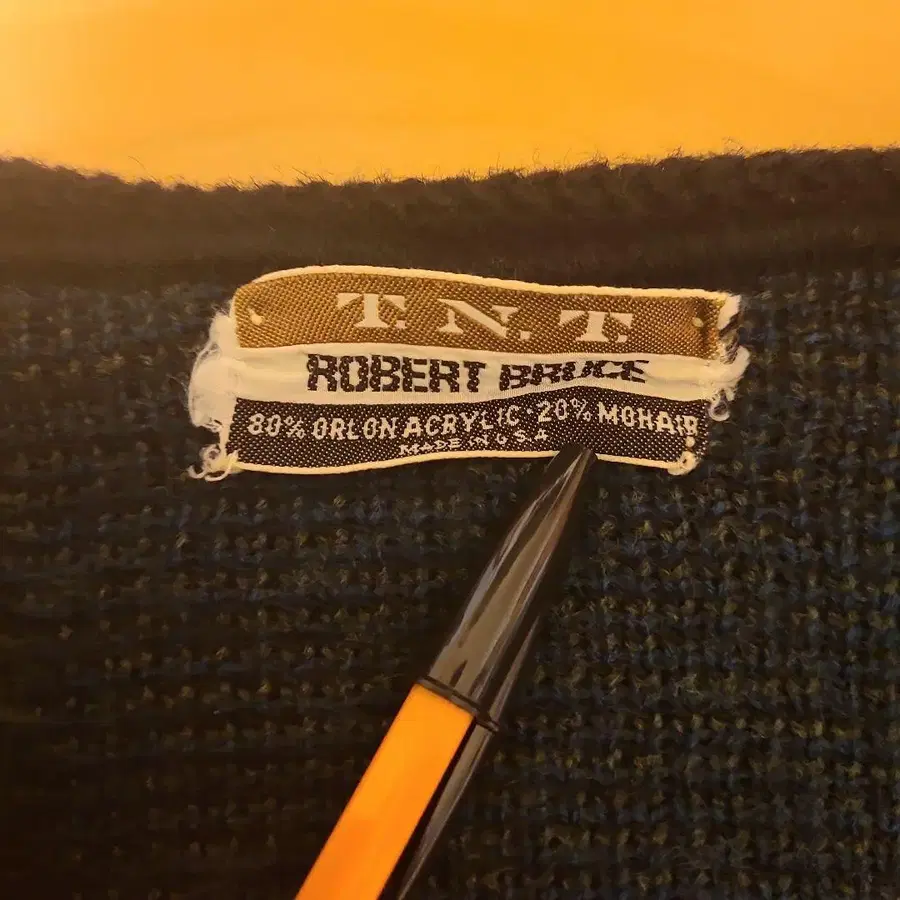 T. N. T.
ROBERT BRUCE
80% ORLON ACRYLIC • 20% MOHAIR
MADE IN U.S.A